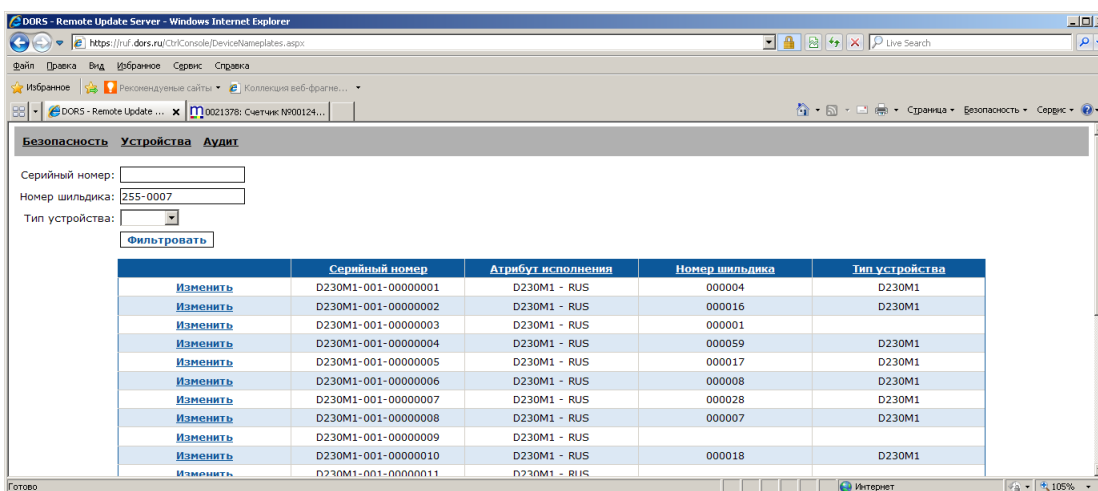 DORS - Remote Update Server - Windows Internet Explorer
https://ruf.dors.ru/CtrlConsole/DeviceNameplates.aspx
Live Search
Файл Правка Вид Избранное Сервис Справка
Избранное Рекомендуемые сайты Коллекция веб-фрагме...
DORS - Remote Update ... 0021378: Счетчик №00124... Страница Безопасность Сервис
Безопасность Устройства Аудит
Серийный номер:
Номер шильдика: 255-0007
Тип устройства:
Фильтровать
Серийный номер Атрибут исполнения Номер шильдика Тип устройства
Изменить D230M1-001-00000001 D230M1 - RUS 000004 D230M1
Изменить D230M1-001-00000002 D230M1 - RUS 000016 D230M1
Изменить D230M1-001-00000003 D230M1 - RUS 000001
Изменить D230M1-001-00000004 D230M1 - RUS 000059 D230M1
Изменить D230M1-001-00000005 D230M1 - RUS 000017 D230M1
Изменить D230M1-001-00000006 D230M1 - RUS 000008 D230M1
Изменить D230M1-001-00000007 D230M1 - RUS 000028 D230M1
Изменить D230M1-001-00000008 D230M1 - RUS 000007 D230M1
Изменить D230M1-001-00000009 D230M1 - RUS
Изменить D230M1-001-00000010 D230M1 - RUS 000018 D230M1
Изменить D230M1-001-00000011 D230M1 - RUS
Готово Интернет 105%